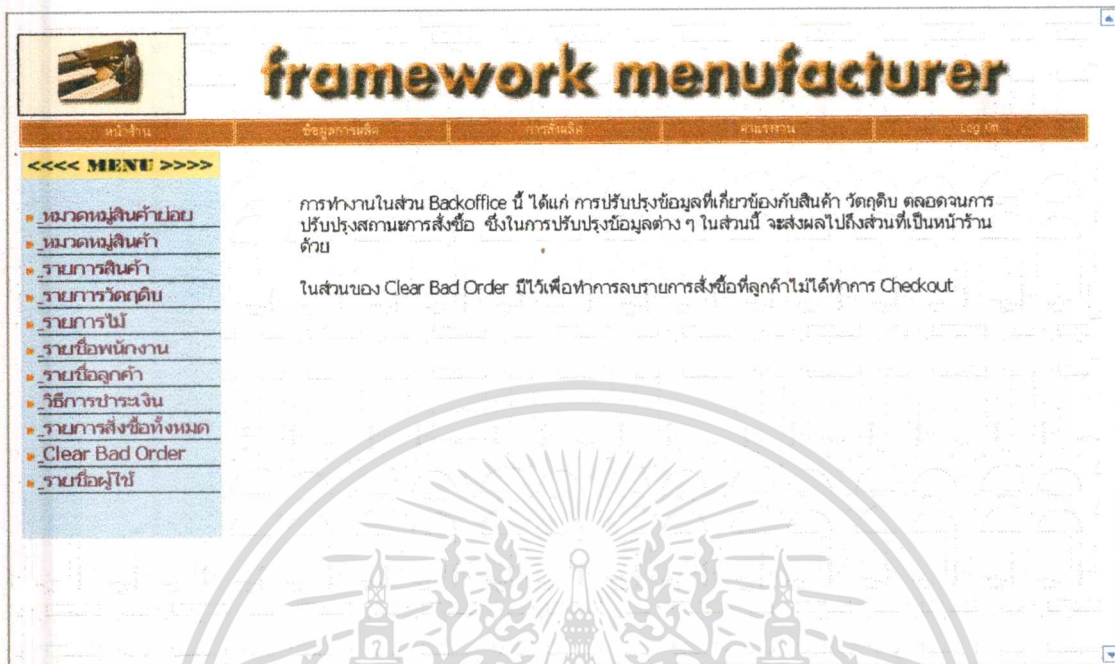 framework menufacturer
หน้าร้าน ข้อมูลการผลิต การสั่งผลิต ค่าแรงงาน Log On
<<<< MENU >>>>
หมวดหมู่สินค้าย่อย
หมวดหมู่สินค้า
รายการสินค้า
รายการวัตถุดิบ
รายการไม้
รายชื่อพนักงาน
รายชื่อลูกค้า
วิธีการชำระเงิน
รายการสั่งซื้อทั้งหมด
Clear Bad Order
รายชื่อผู้ใช้
การทำงานในส่วน Backoffice นี้ ได้แก่ การปรับปรุงข้อมูลที่เกี่ยวข้องกับสินค้า วัตถุดิบ ตลอดจนการ
ปรับปรุงสถานะการสั่งซื้อ ซึ่งในการปรับปรุงข้อมูลต่าง ๆ ในส่วนนี้ จะส่งผลไปถึงส่วนที่เป็นหน้าร้าน
ด้วย
ในส่วนของ Clear Bad Order มีไว้เพื่อทำการลบรายการสั่งซื้อที่ลูกค้าไม่ได้ทำการ Checkout